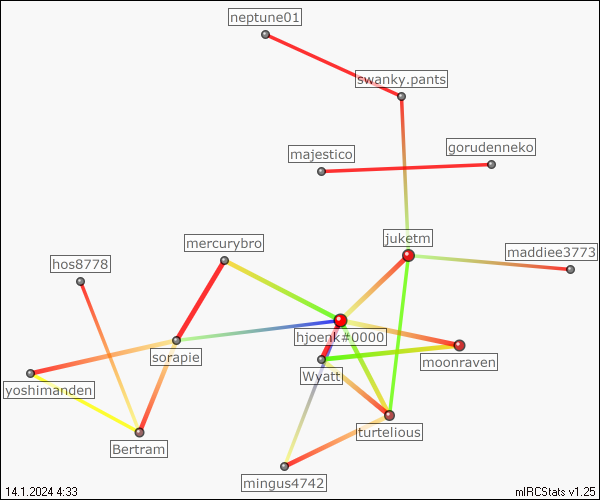 neptune01
swanky.pants
gorudenneko
majestico
juketm
mercurybro
maddiee3773
hos8778
hjoenk#0000
sorapie
moonraven
Wyatt
yoshimanden
turtelious
Bertram
mingus4742
14.1.2024 4:33
mIRCStats v1.25